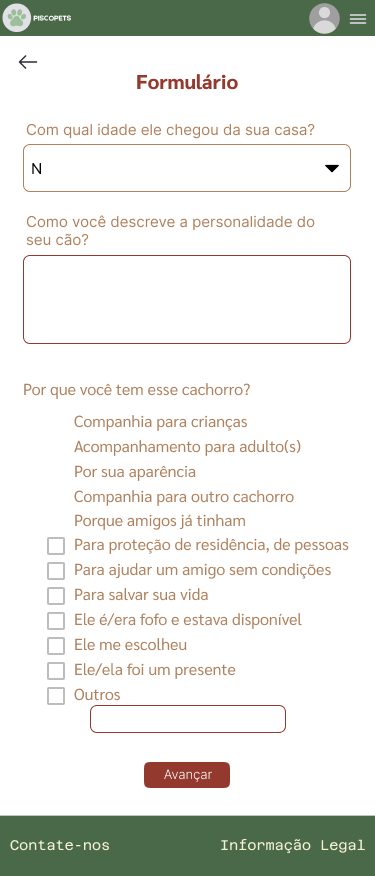 PISCOPETS
Formulário
Com qual idade ele chegou da sua casa?
N
Como você descreve a personalidade do
seu cão?
Por que você tem esse cachorro?
Companhia para crianças
Acompanhamento para adulto(s)
Por sua aparência
Companhia para outro cachorro
Porque amigos já tinham
Para proteção de residência, de pessoas
Para ajudar um amigo sem condições
Para salvar sua vida
Ele é/era fofo e estava disponível
Ele me escolheu
Ele/ela foi um presente
Outros
Avançar
Contate-nos
Informação Legal